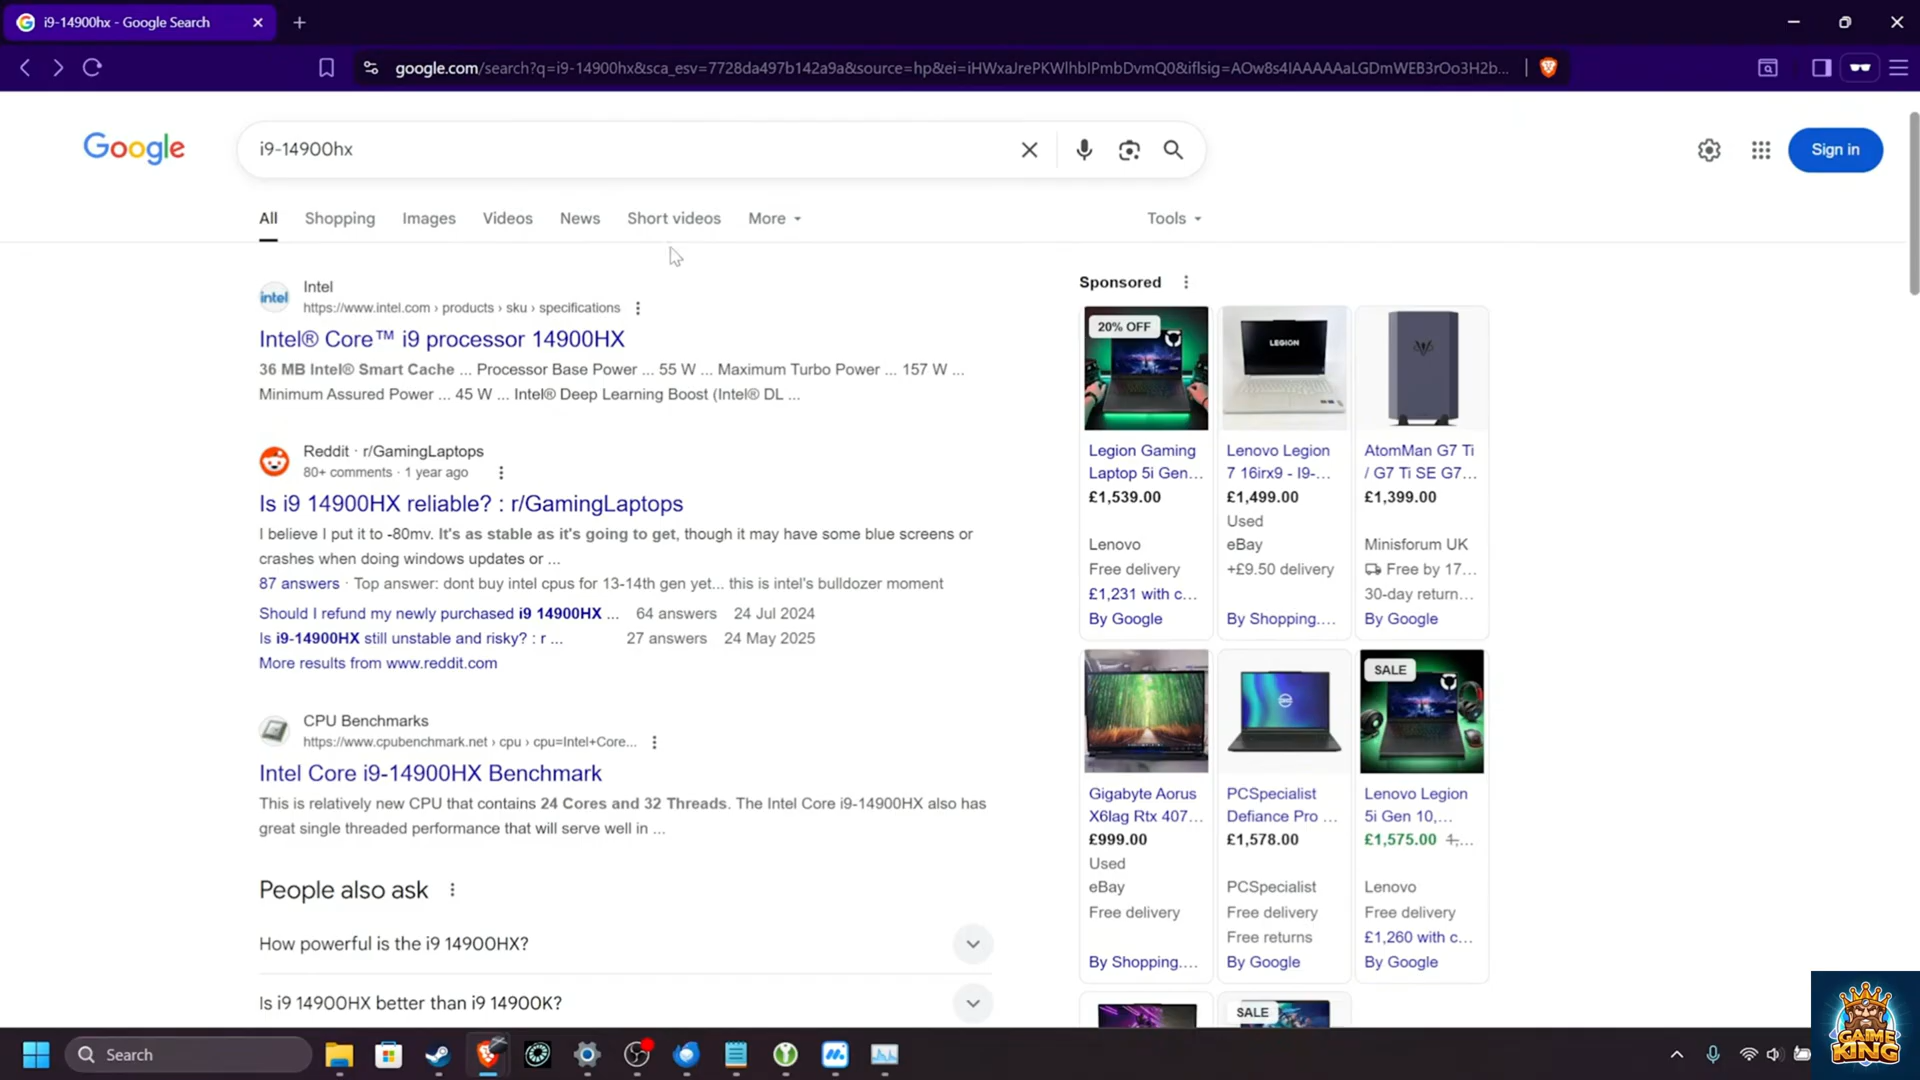 i9-14900hx - Google Search
google.com/search?q=i9-14900hx&sca_esv=7728da497b142a9a&source=hp&ei=iHWxaJrePKWlhbIPmbDvmQ0&iflsig=AOw8s4IAAAAAaLGDmWEB3rOo3H2b...
Google
i9-14900hx
Sign in
All Shopping Images Videos News Short videos More Tools
intel
Intel
https://www.intel.com › products › sku › specifications
Intel® Core™ i9 processor 14900HX
36 MB Intel® Smart Cache ... Processor Base Power ... 55 W ... Maximum Turbo Power ... 157 W ...
Minimum Assured Power ... 45 W ... Intel® Deep Learning Boost (Intel® DL ...
Reddit · r/GamingLaptops
80+ comments · 1 year ago
Is i9 14900HX reliable? : r/GamingLaptops
I believe I put it to -80mv. It's as stable as it's going to get, though it may have some blue screens or
crashes when doing windows updates or ...
87 answers · Top answer: dont buy intel cpus for 13-14th gen yet... this is intel's bulldozer moment
Should I refund my newly purchased i9 14900HX ... 64 answers 24 Jul 2024
Is i9-14900HX still unstable and risky? : r ... 27 answers 24 May 2025
More results from www.reddit.com
CPU Benchmarks
https://www.cpubenchmark.net › cpu › cpu=Intel+Core...
Intel Core i9-14900HX Benchmark
This is relatively new CPU that contains 24 Cores and 32 Threads. The Intel Core i9-14900HX also has
great single threaded performance that will serve well in ...
People also ask
How powerful is the i9 14900HX?
Is i9 14900HX better than i9 14900K?
Sponsored
20% OFF
Legion Gaming
Laptop 5i Gen...
£1,539.00
Lenovo
Free delivery
£1,231 with c...
By Google
LEGION
Lenovo Legion
7 16irx9 - I9-...
£1,499.00
Used
eBay
+£9.50 delivery
By Shopping....
AtomMan G7 Ti
/ G7 Ti SE G7...
£1,399.00
Minisforum UK
Free by 17...
30-day return...
By Google
Gigabyte Aorus
X6lag Rtx 407...
£999.00
Used
eBay
Free delivery
By Shopping....
PCSpecialist
Defiance Pro ...
£1,578.00
PCSpecialist
Free delivery
Free returns
By Google
SALE
Lenovo Legion
5i Gen 10,...
£1,575.00 1,...
Lenovo
Free delivery
£1,260 with c...
By Google
SALE
Search
GAME
KING